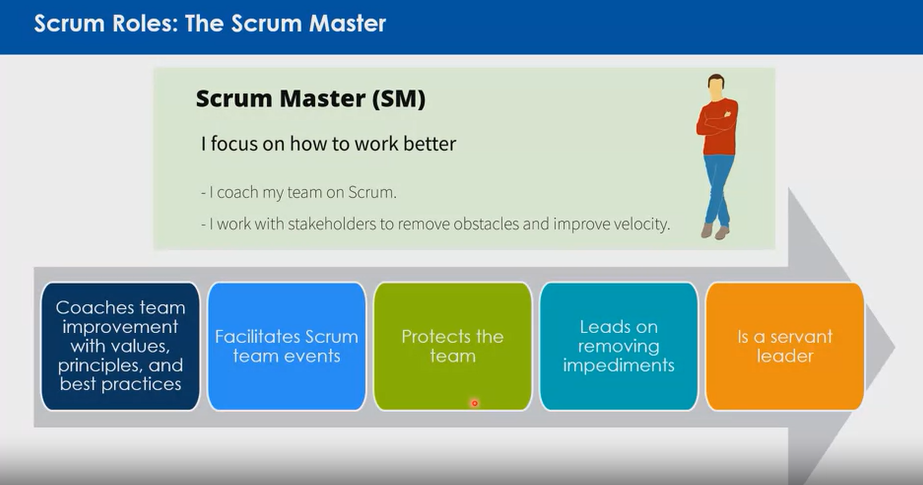 Scrum Roles: The Scrum Master
Scrum Master (SM)
I focus on how to work better
- I coach my team on Scrum.
- I work with stakeholders to remove obstacles and improve velocity.
Coaches team
improvement
with values,
principles, and
best practices
Facilitates Scrum
team events
Protects the
team
Leads on
removing
impediments
Is a servant
leader